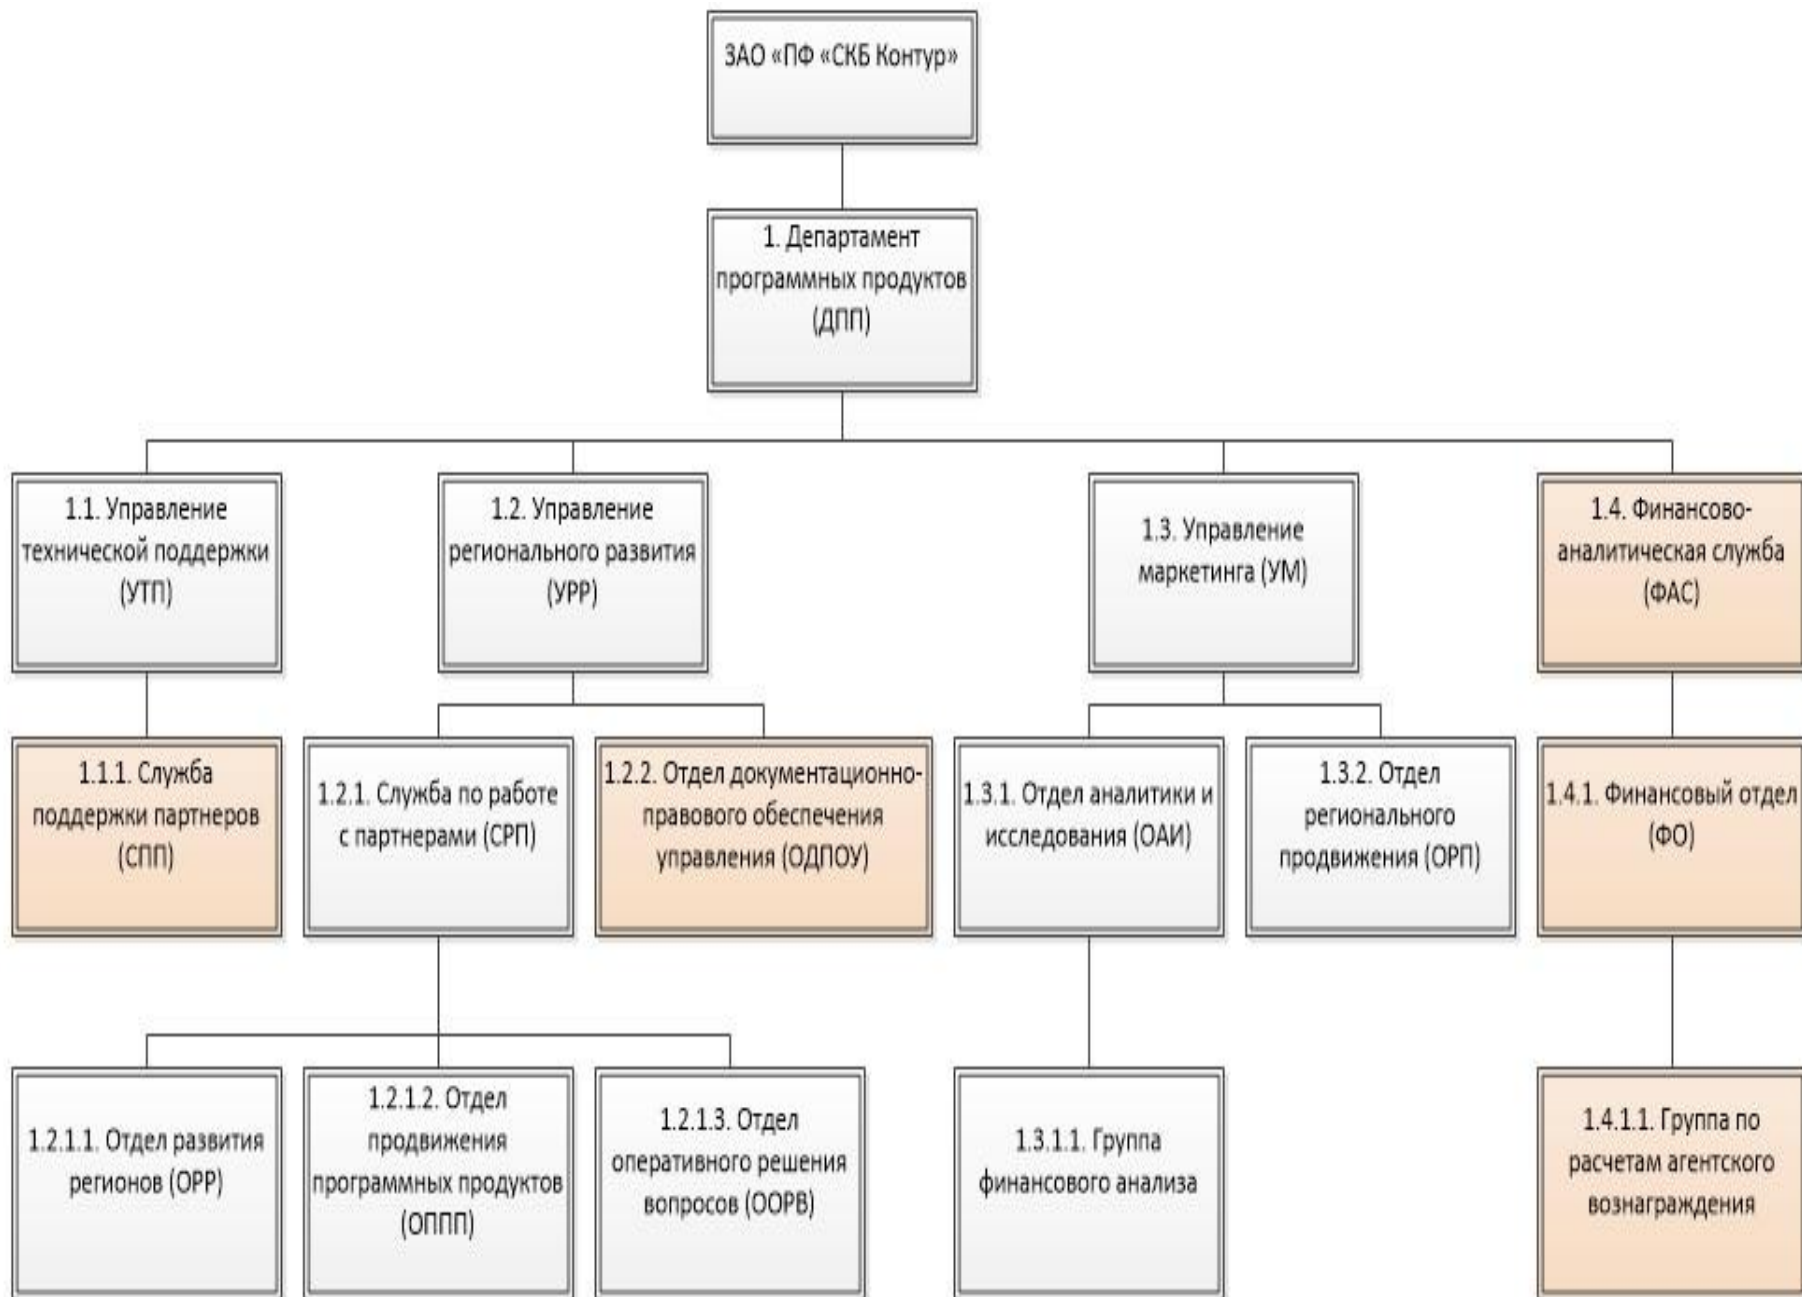 ЗАО «ПФ «СКБ Контур»
1. Департамент
программных продуктов
(ДПП)
1.1. Управление
технической поддержки
(УТП)
1.2. Управление
регионального развития
(УРР)
1.3. Управление
маркетинга (УМ)
1.4. Финансово-
аналитическая служба
(ФАС)
1.1.1. Служба
поддержки партнеров
(СПП)
1.2.1. Служба по работе
с партнерами (СРП)
1.2.2. Отдел документационно-
правового обеспечения
управления (ОДПОУ)
1.3.1. Отдел аналитики и
исследования (ОАИ)
1.3.2. Отдел
регионального
продвижения (ОРП)
1.4.1. Финансовый отдел
(ФО)
1.2.1.1. Отдел развития
регионов (ОРР)
1.2.1.2. Отдел
продвижения
программных продуктов
(ОППП)
1.2.1.3. Отдел
оперативного решения
вопросов (ООРВ)
1.3.1.1. Группа
финансового анализа
1.4.1.1. Группа по
расчетам агентского
вознаграждения